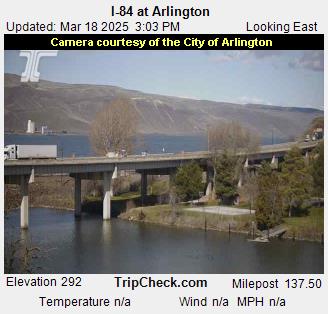 I-84 at Arlington
Updated: Mar 18 2025 3:03 PM Looking East
Camera courtesy of the City of Arlington
Elevation 292 TripCheck.com Milepost 137.50
Temperature n/a Wind n/a MPH n/a